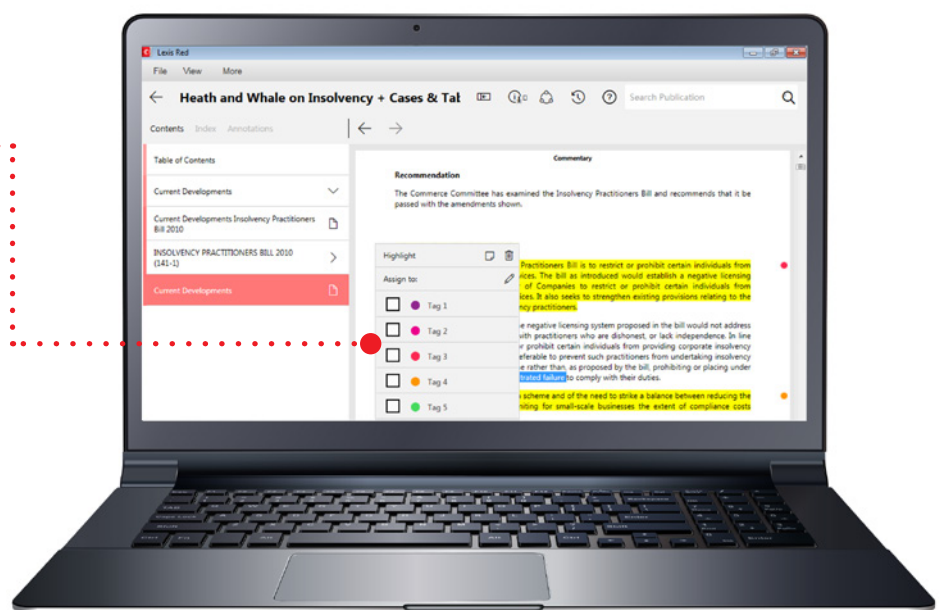 Lexis Red
File View More
Heath and Whale on Insolvency + Cases & Tal
Search Publication
Contents Index Annotations
Table of Contents
Current Developments
Current Developments Insolvency Practitioners
Bill 2010
INSOLVENCY PRACTITIONERS BILL 2010
(141-1)
Current Developments
Commentary
Recommendation
The Commerce Committee has examined the Insolvency Practitioners Bill and recommends that it be
passed with the amendments shown.
Highlight
Assign to:
Tag 1
Tag 2
Tag 3
Tag 4
Tag 5
Practitioners Bill is to restrict or prohibit certain individuals from
ices. The bill as introduced would establish a negative licensing
of Companies to restrict or prohibit certain individuals from
ices. It also seeks to strengthen existing provisions relating to the
ncy practitioners.
e negative licensing system proposed in the bill would not address
with practitioners who are dishonest, or lack independence. In line
r prohibit certain individuals from providing corporate insolvency
eferable to prevent such practitioners from undertaking insolvency
e rather than, as proposed by the bill, prohibiting or placing under
trated failure to comply with their duties.
scheme and of the need to strike a balance between reducing the
miting for small-scale businesses the extent of compliance costs